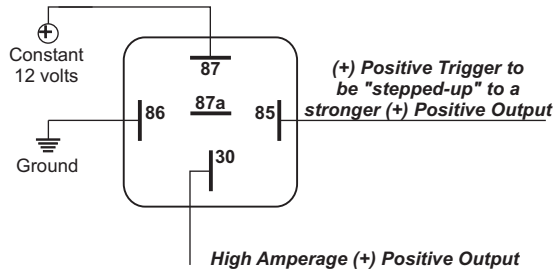 Constant
12 volts
87
(+) Positive Trigger to
be "stepped-up" to a
stronger (+) Positive Output
86
87a
85
Ground
30
High Amperage (+) Positive Output